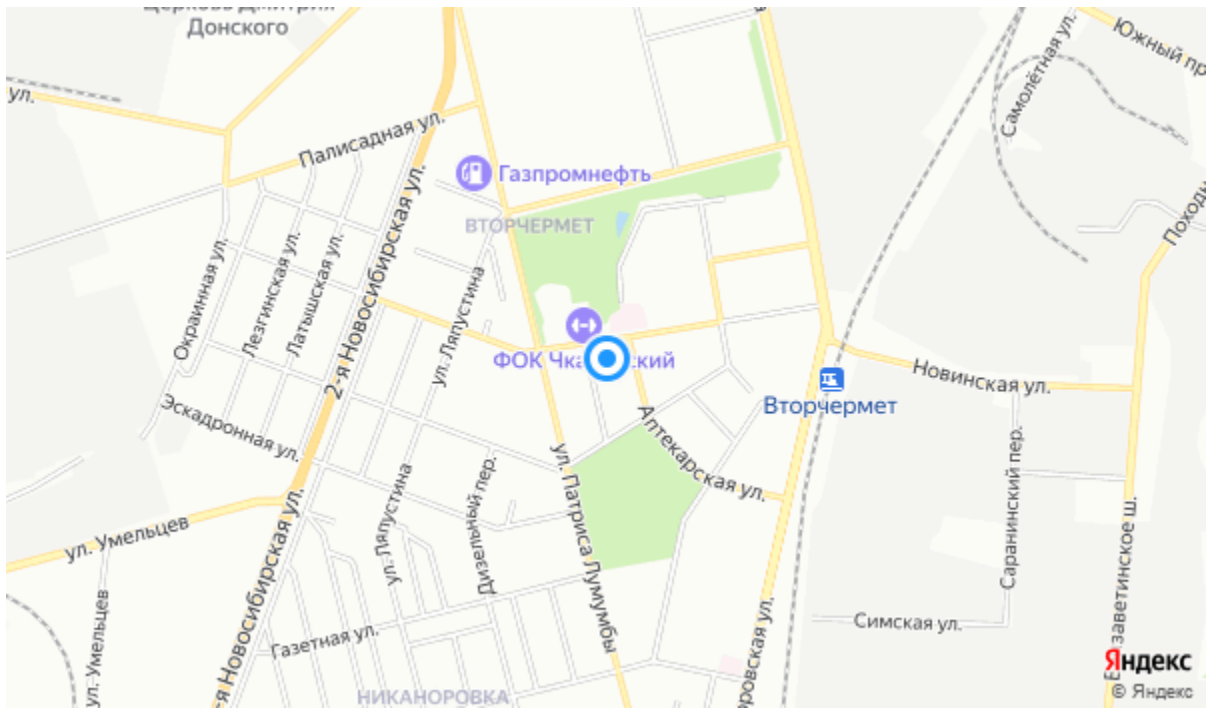 Донского
Южный пр
Самолётная ул.
ул.
Палисадная ул.
Газпромнефть
ВТОРЧЕРМЕТ
Походн
Окраинная ул.
Лезгинская ул.
Латышская ул.
2-я Новосибирская ул.
ул. Ляпустина
ФОК Чка
ский
Новинская ул.
Вторчермет
Эскадронная ул.
Аптекарская ул.
ул. Умельцев
ул. Ляпустина
Дизельный пер.
ул. Патриса Лумумбы
Саранинский пер.
ул. Умельцев
-я Новосибирская ул.
Газетная ул.
оровская ул.
Симская ул.
НИКАНОРОВКА
заветинское ш.
Яндекс
© Яндекс